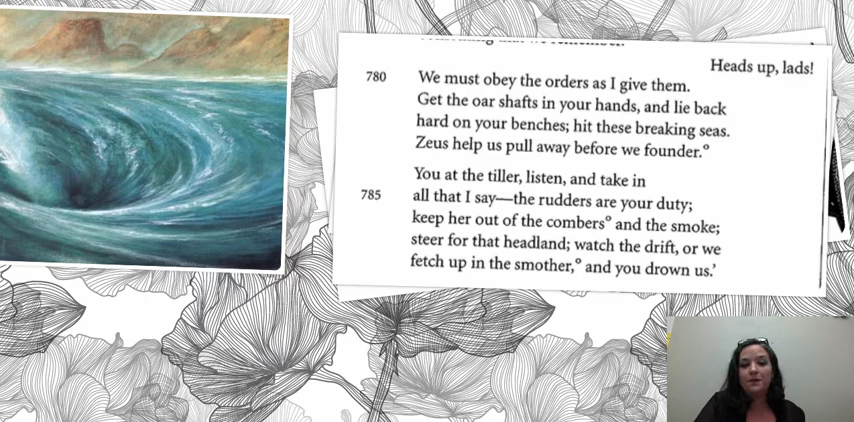 Heads up, lads!
780 We must obey the orders as I give them.
Get the oar shafts in your hands, and lie back
hard on your benches; hit these breaking seas.
Zeus help us pull away before we founder.°
You at the tiller, listen, and take in
785 all that I say—the rudders are your duty;
keep her out of the combers° and the smoke;
steer for that headland; watch the drift, or we
fetch up in the smother,° and you drown us.'